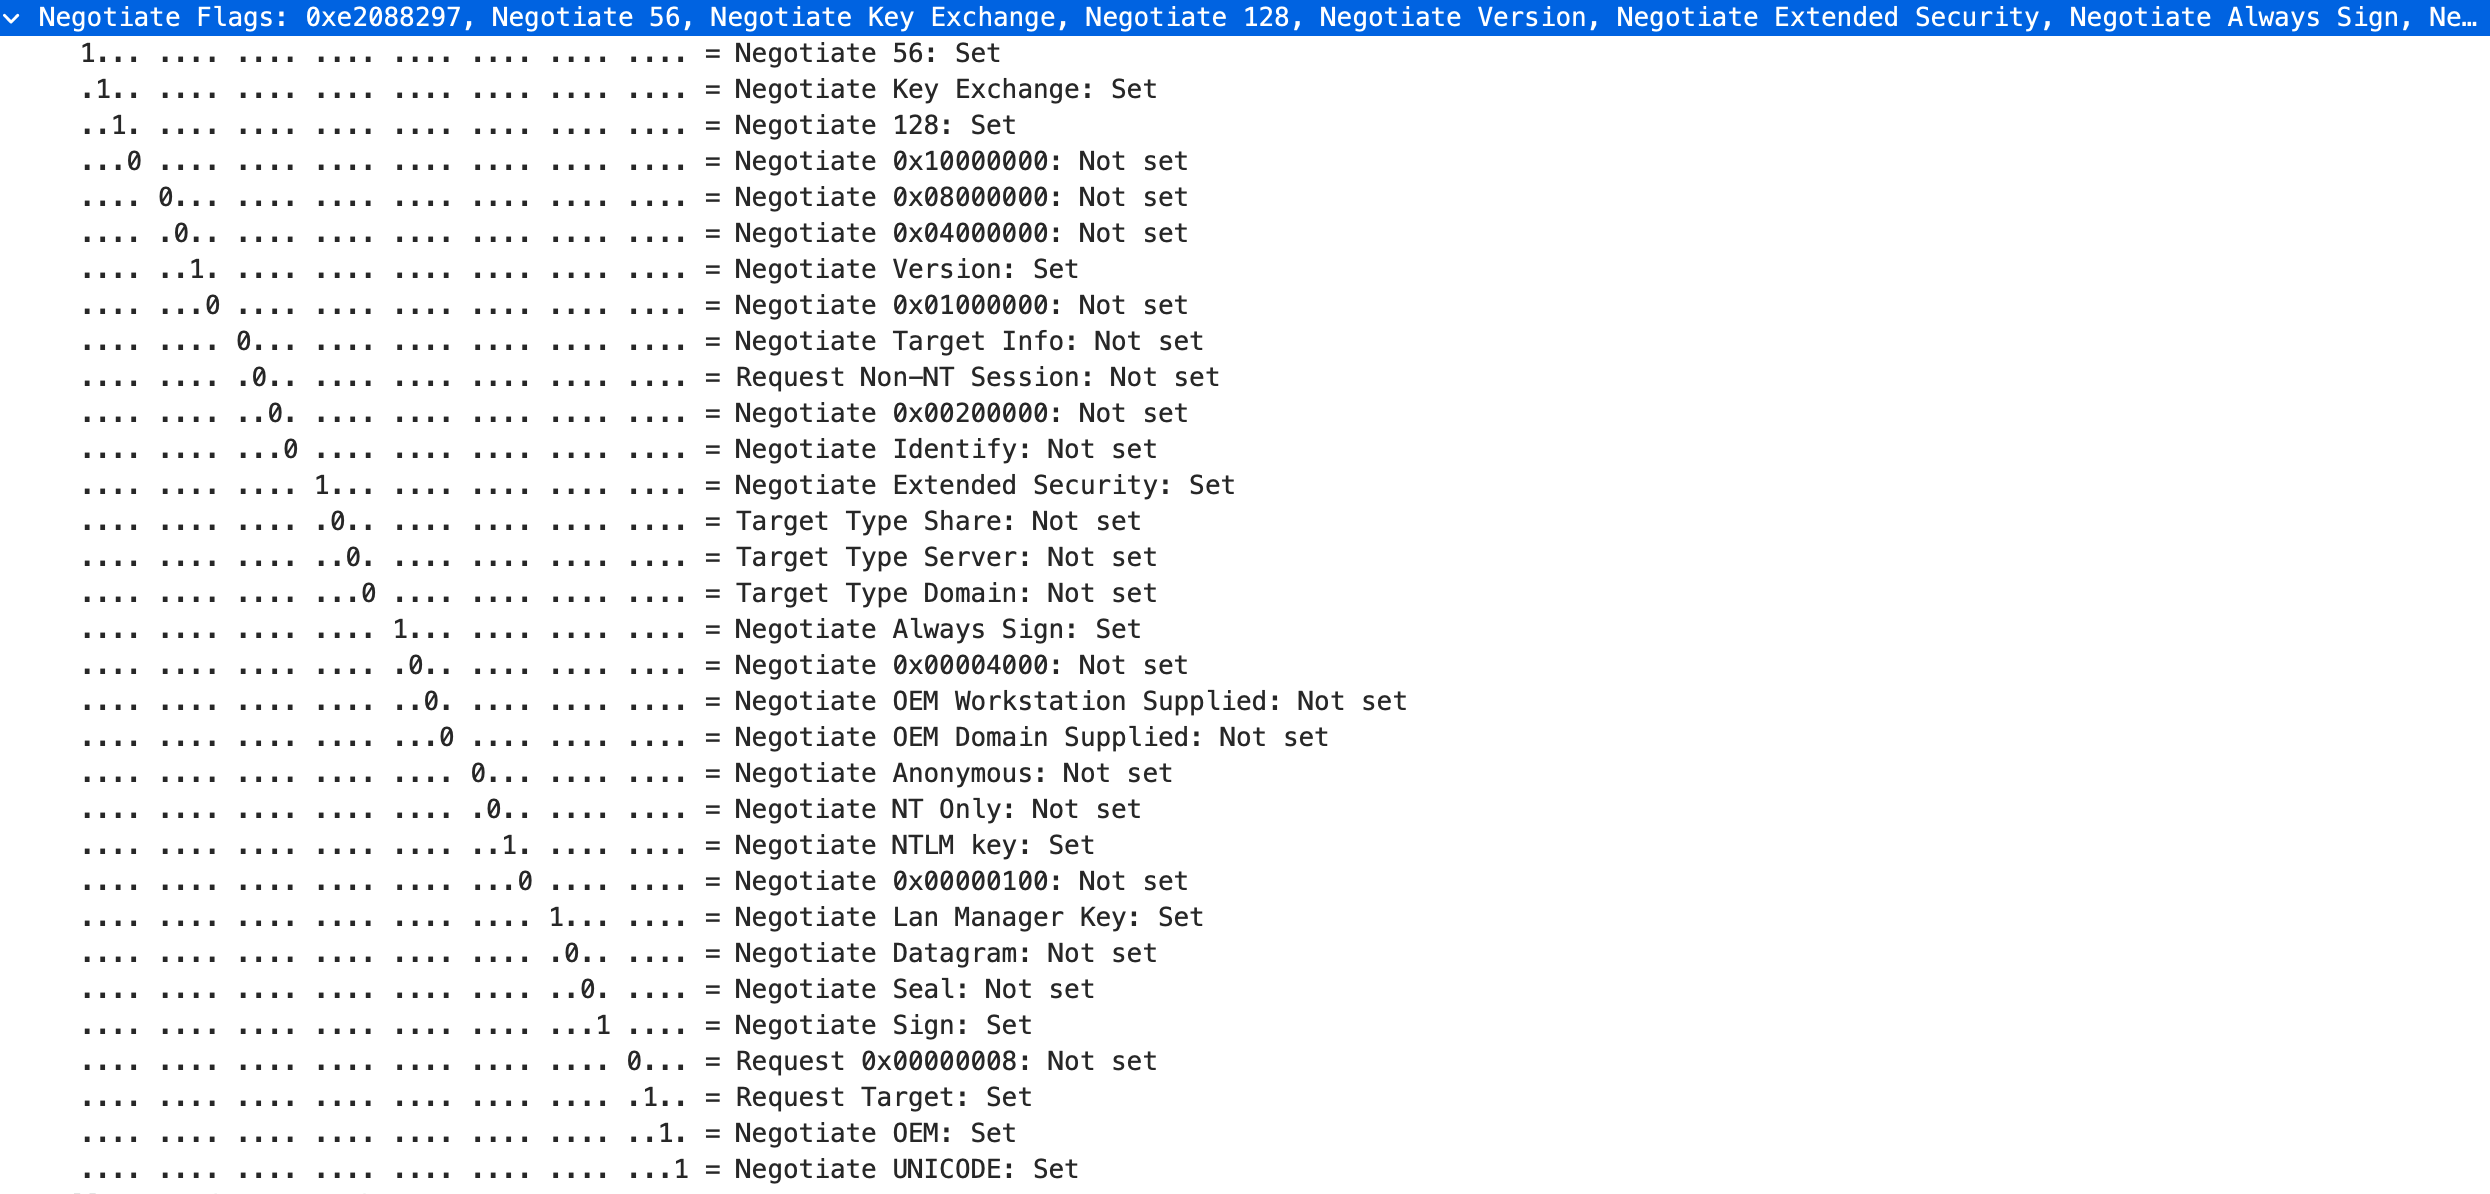 Negotiate Flags: 0xe2088297, Negotiate 56, Negotiate Key Exchange, Negotiate 128, Negotiate Version, Negotiate Extended Security, Negotiate Always Sign, Ne…
1... .... .... .... .... .... .... .... = Negotiate 56: Set
.1.. .... .... .... .... .... .... .... = Negotiate Key Exchange: Set
..1. .... .... .... .... .... .... .... = Negotiate 128: Set
...0 .... .... .... .... .... .... .... = Negotiate 0x10000000: Not set
.... 0... .... .... .... .... .... .... = Negotiate 0x08000000: Not set
.... .0.. .... .... .... .... .... .... = Negotiate 0x04000000: Not set
.... ..1. .... .... .... .... .... .... = Negotiate Version: Set
.... ...0 .... .... .... .... .... .... = Negotiate 0x01000000: Not set
.... .... 0... .... .... .... .... .... = Negotiate Target Info: Not set
.... .... .0.. .... .... .... .... .... = Request Non–NT Session: Not set
.... .... ..0. .... .... .... .... .... = Negotiate 0x00200000: Not set
.... .... ...0 .... .... .... .... .... = Negotiate Identify: Not set
.... .... .... 1... .... .... .... .... = Negotiate Extended Security: Set
.... .... .... .0.. .... .... .... .... = Target Type Share: Not set
.... .... .... ..0. .... .... .... .... = Target Type Server: Not set
.... .... .... ...0 .... .... .... .... = Target Type Domain: Not set
.... .... .... .... 1... .... .... .... = Negotiate Always Sign: Set
.... .... .... .... .0.. .... .... .... = Negotiate 0x00004000: Not set
.... .... .... .... ..0. .... .... .... = Negotiate OEM Workstation Supplied: Not set
.... .... .... .... ...0 .... .... .... = Negotiate OEM Domain Supplied: Not set
.... .... .... .... .... 0... .... .... = Negotiate Anonymous: Not set
.... .... .... .... .... .0.. .... .... = Negotiate NT Only: Not set
.... .... .... .... .... ..1. .... .... = Negotiate NTLM key: Set
.... .... .... .... .... ...0 .... .... = Negotiate 0x00000100: Not set
.... .... .... .... .... .... 1... .... = Negotiate Lan Manager Key: Set
.... .... .... .... .... .... .0.. .... = Negotiate Datagram: Not set
.... .... .... .... .... .... ..0. .... = Negotiate Seal: Not set
.... .... .... .... .... .... ...1 .... = Negotiate Sign: Set
.... .... .... .... .... .... .... 0... = Request 0x00000008: Not set
.... .... .... .... .... .... .... .1.. = Request Target: Set
.... .... .... .... .... .... .... ..1. = Negotiate OEM: Set
.... .... .... .... .... .... .... ...1 = Negotiate UNICODE: Set